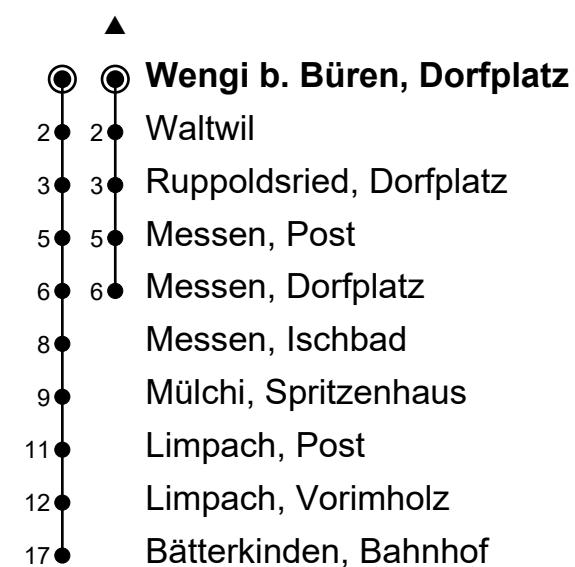 ▲
Wengi b. Büren, Dorfplatz
2 2 Waltwil
3 3 Ruppoldsried, Dorfplatz
5 5 Messen, Post
6 6 Messen, Dorfplatz
8 Messen, Ischbad
9 Mülchi, Spritzenhaus
11 Limpach, Post
12 Limpach, Vorimholz
17 Bätterkinden, Bahnhof